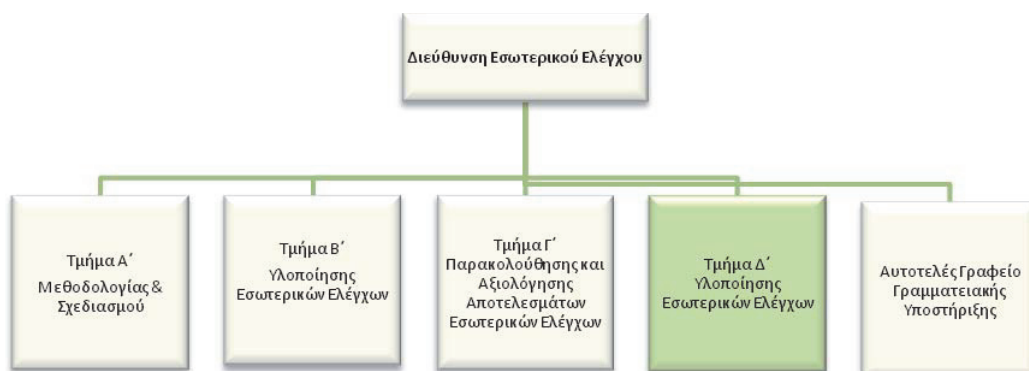 Διεύθυνση Εσωτερικού Ελέγχου
Τμήμα Α΄
Μεθοδολογίας &
Σχεδιασμού
Τμήμα Β΄
Υλοποίησης
Εσωτερικών Ελέγχων
Τμήμα Γ΄
Παρακολούθησης και
Αξιολόγησης
Αποτελεσμάτων
Εσωτερικών Ελέγχων
Τμήμα Δ΄
Υλοποίησης
Εσωτερικών Ελέγχων
Αυτοτελές Γραφείο
Γραμματειακής
Υποστήριξης